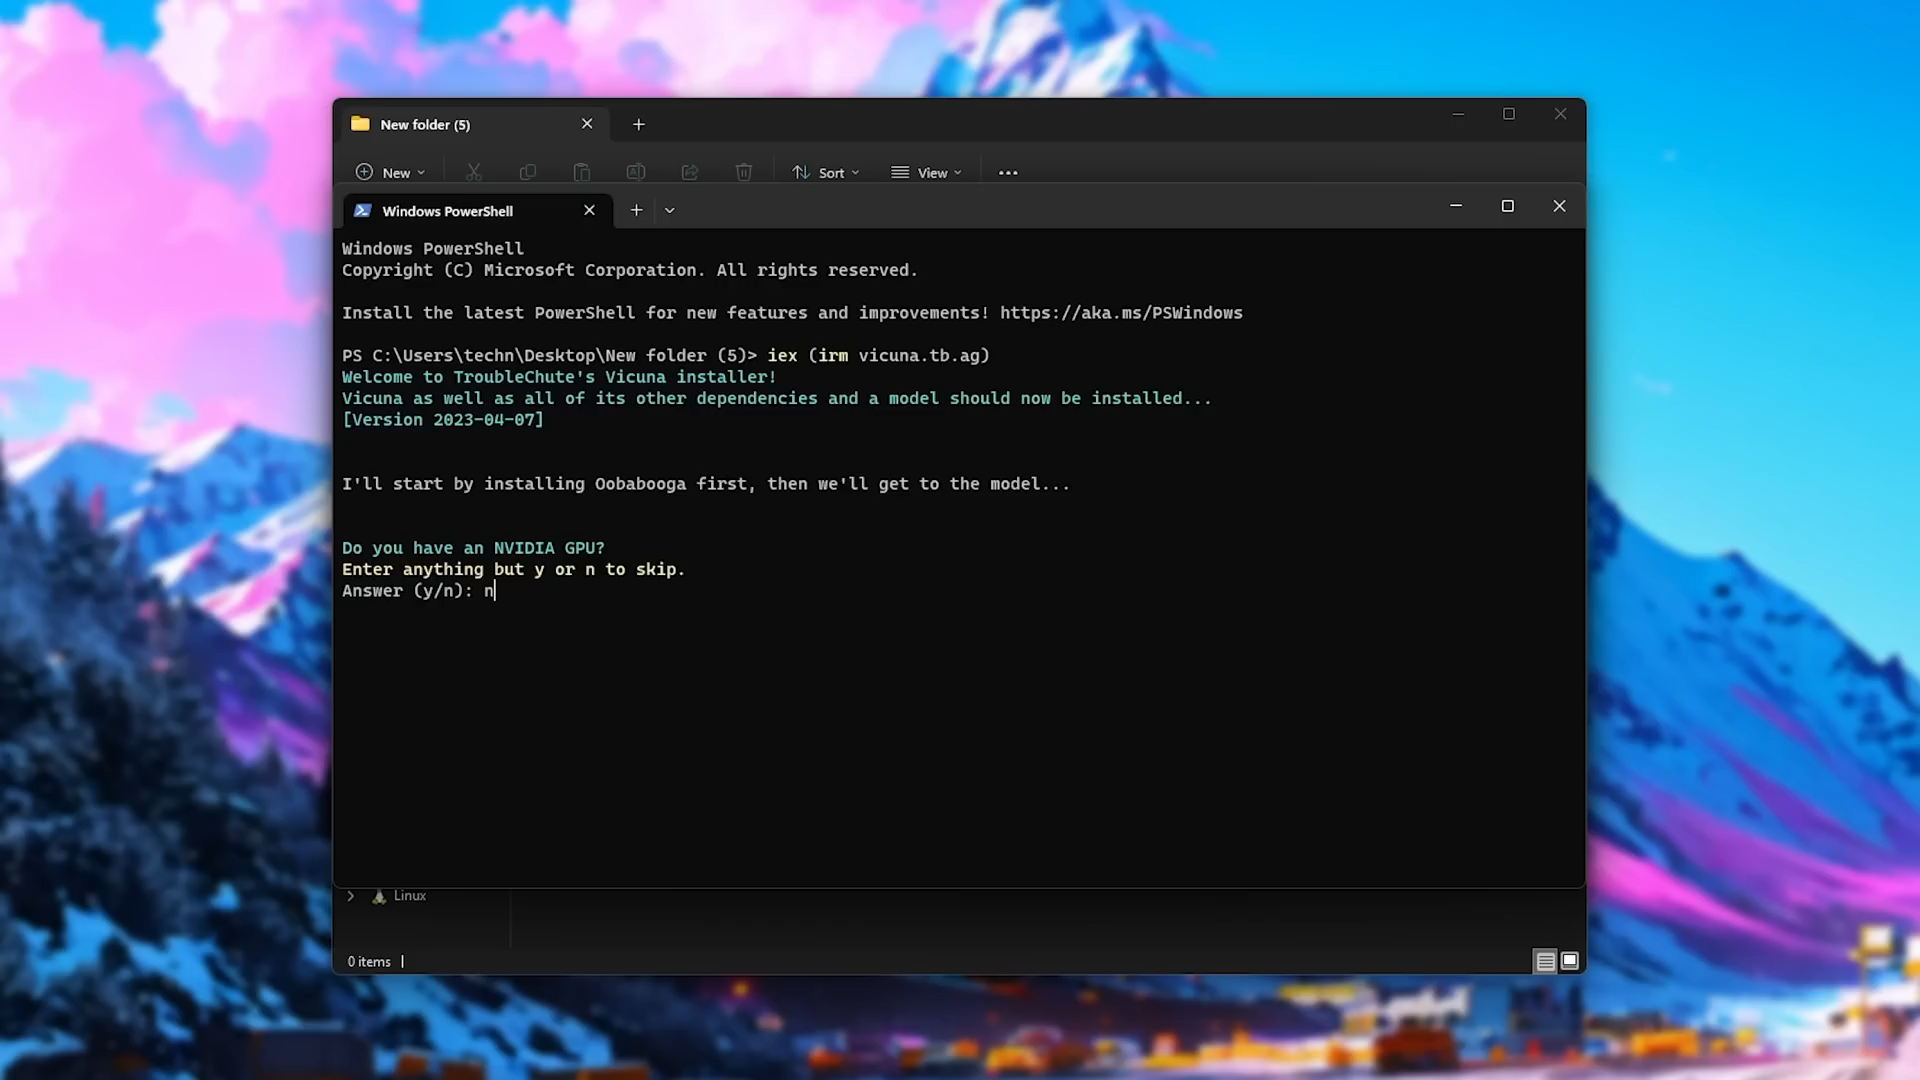 New folder (5)
New
Sort
View
Windows PowerShell
Windows PowerShell
Copyright (C) Microsoft Corporation. All rights reserved.
Install the latest PowerShell for new features and improvements! https://aka.ms/PSWindows
PS C:\Users\techn\Desktop\New folder (5)> iex (irm vicuna.tb.ag)
Welcome to TroubleChute's Vicuna installer!
Vicuna as well as all of its other dependencies and a model should now be installed...
[Version 2023-04-07]
I'll start by installing Oobabooga first, then we'll get to the model...
Do you have an NVIDIA GPU?
Enter anything but y or n to skip.
Answer (y/n): n
Linux
0 items